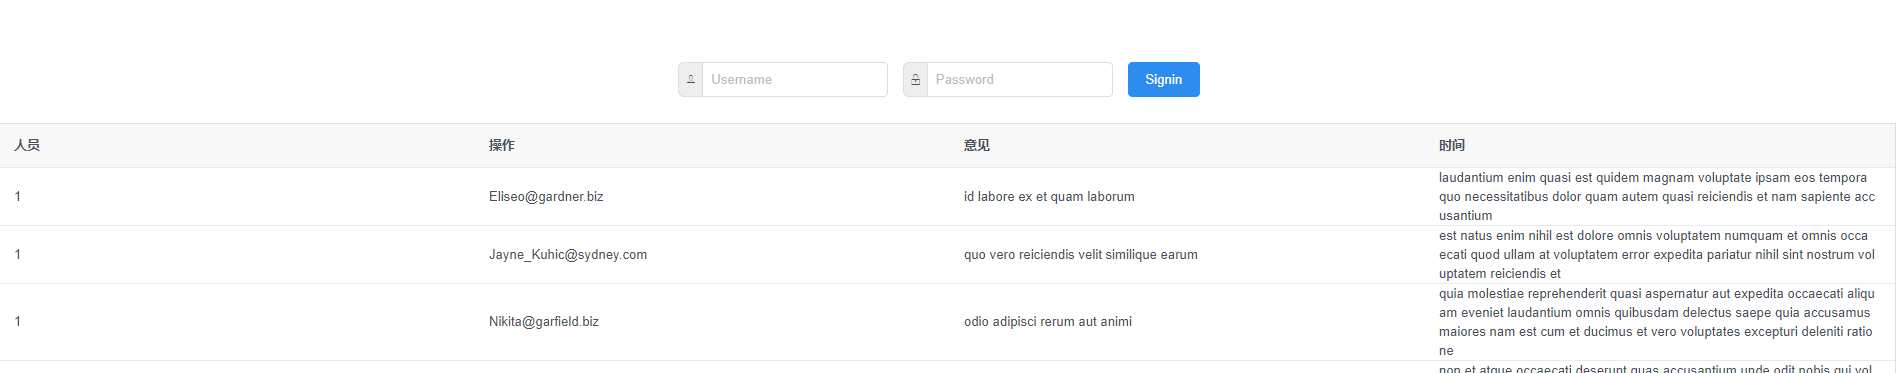 Username Password Signin
人员 操作 意见 时间
laudantium enim quasi est quidem magnam voluptate ipsam eos tempora
1 Eliseo@gardner.biz id labore ex et quam laborum quo necessitatibus dolor quam autem quasi reiciendis et nam sapiente acc
usantium
est natus enim nihil est dolore omnis voluptatem numquam et omnis occa
1 Jayne_Kuhic@sydney.com quo vero reiciendis velit similique earum ecati quod ullam at voluptatem error expedita pariatur nihil sint nostrum vol
uptatem reiciendis et
quia molestiae reprehenderit quasi aspernatur aut expedita occaecati aliqu
am eveniet laudantium omnis quibusdam delectus saepe quia accusamus
1 Nikita@garfield.biz odio adipisci rerum aut animi maiores nam est cum et ducimus et vero voluptates excepturi deleniti ratio
ne
non et atque occaecati deserunt quas accusantium unde odit nobis qui vol